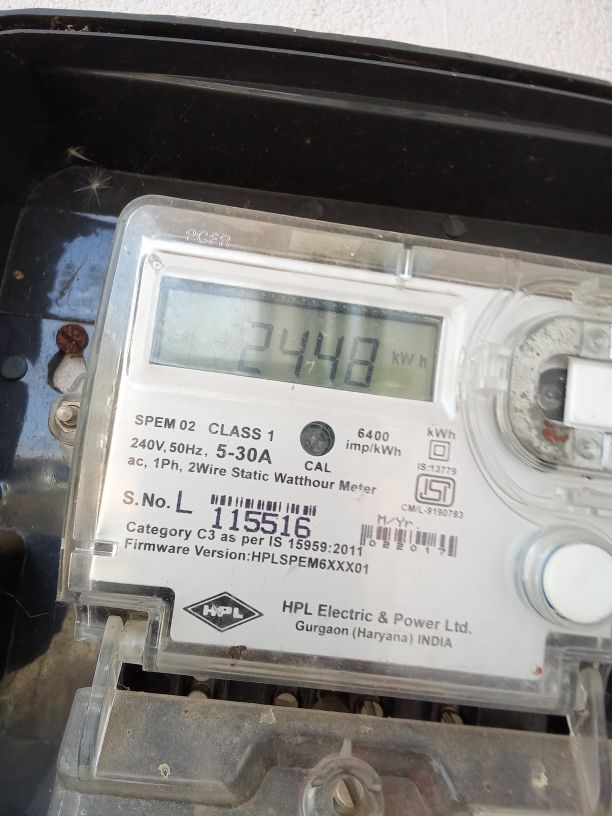 PCER
2448 kWh
SPEM 02 CLASS 1
240V, 50Hz, 5-30A
ac, 1Ph, 2Wire Static Watthour Meter
CAL
6400
imp/kWh
kWh
IS:13779
ISI
CM/L-9190783
S.No. L 115516
M/Yr.
022017
Category C3 as per IS 15959:2011
Firmware Version:HPLSPEM6XXX01
HPL
HPL Electric & Power Ltd.
Gurgaon (Haryana) INDIA